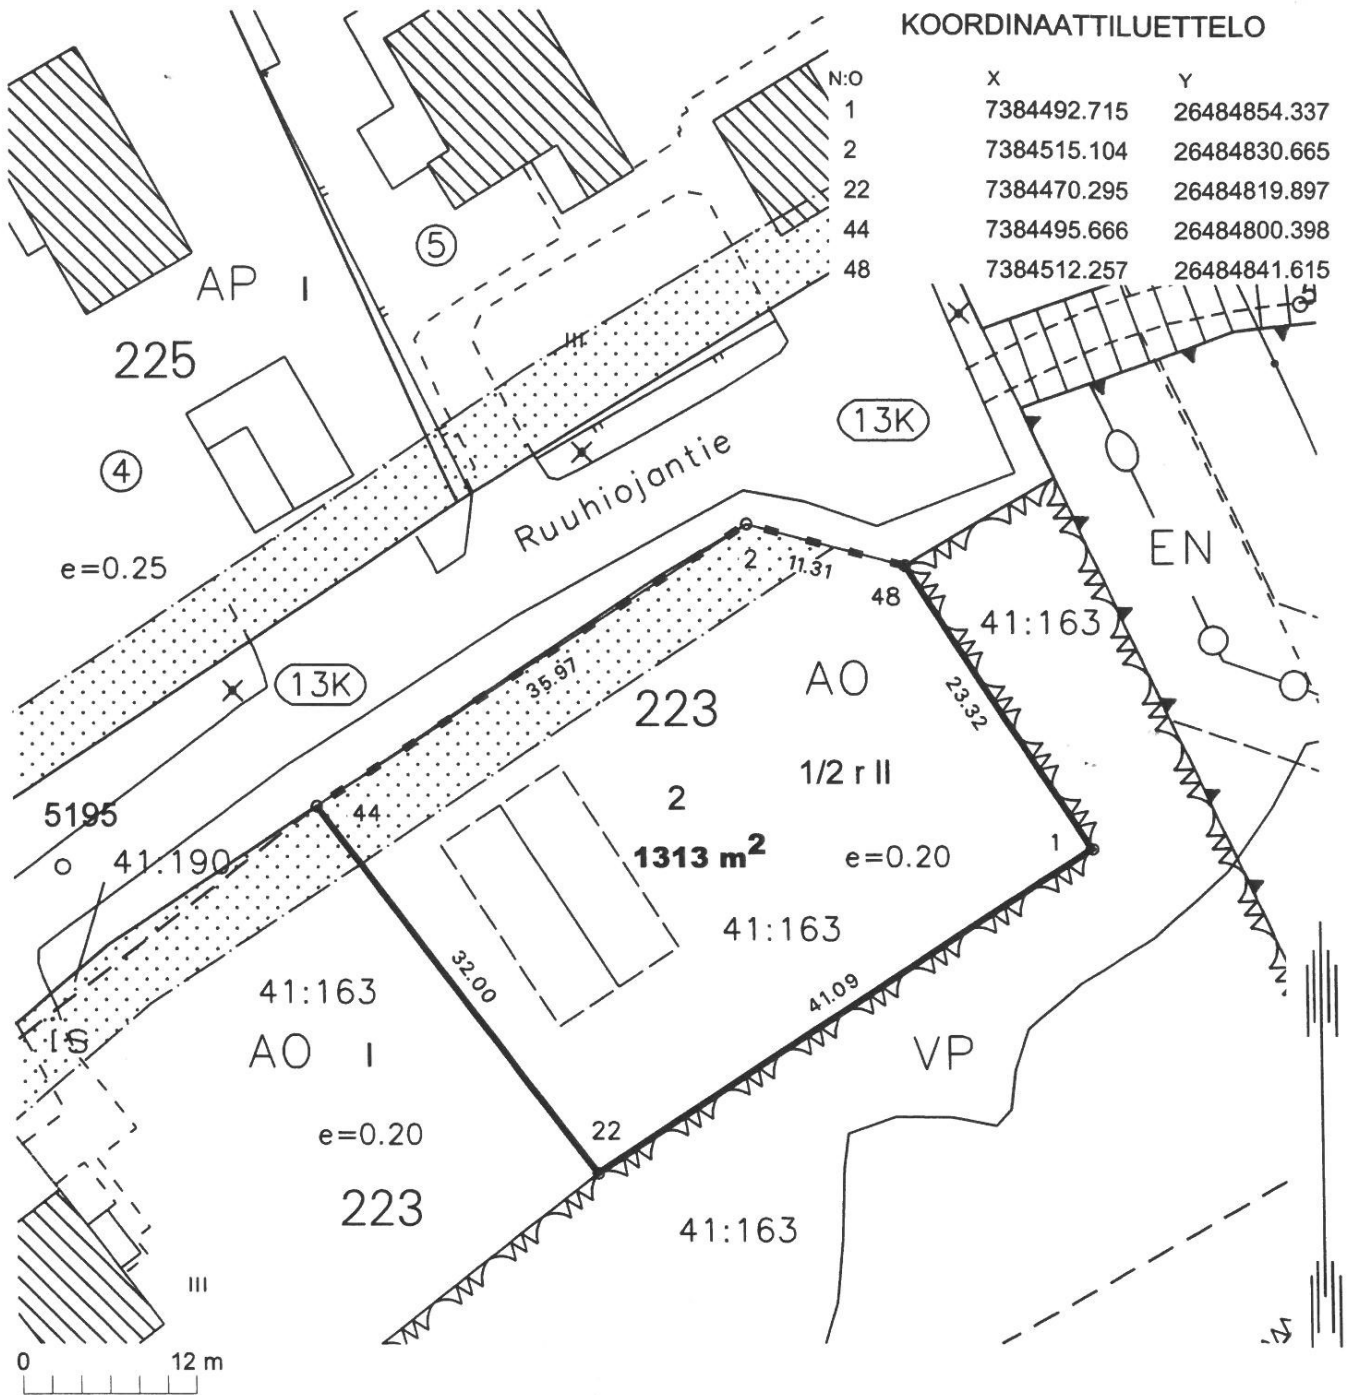 KOORDINAATTILUETTELO
N:O X Y
1 7384492.715 26484854.337
2 7384515.104 26484830.665
22 7384470.295 26484819.897
44 7384495.666 26484800.398
48 7384512.257 26484841.615
5
5
AP I
III
225
13K
4
Ruuhiojantie
EN
2
11.31
e=0.25
48
41:163
13K
35.97
AO
223
23.32
1/2 r II
2
5195
44
1
41:190
1313 m²
e=0.20
41:163
32.00
41:163
41.09
AO I
VP
22
e=0.20
223
41:163
III
0 12 m